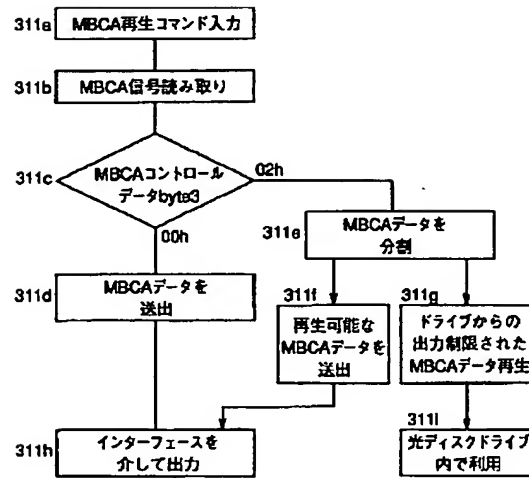 311a
MBCA再生コマンド入力
311b
MBCA信号読み取り
311c
MBCAコントロール
データbyte3
02h
00h
311e
MBCAデータを
分割
311d
MBCAデータを
送出
311f
再生可能な
MBCAデータを
送出
311g
ドライブからの
出力制限された
MBCAデータ再生
311h
インターフェースを
介して出力
311i
光ディスクドライブ
内で利用